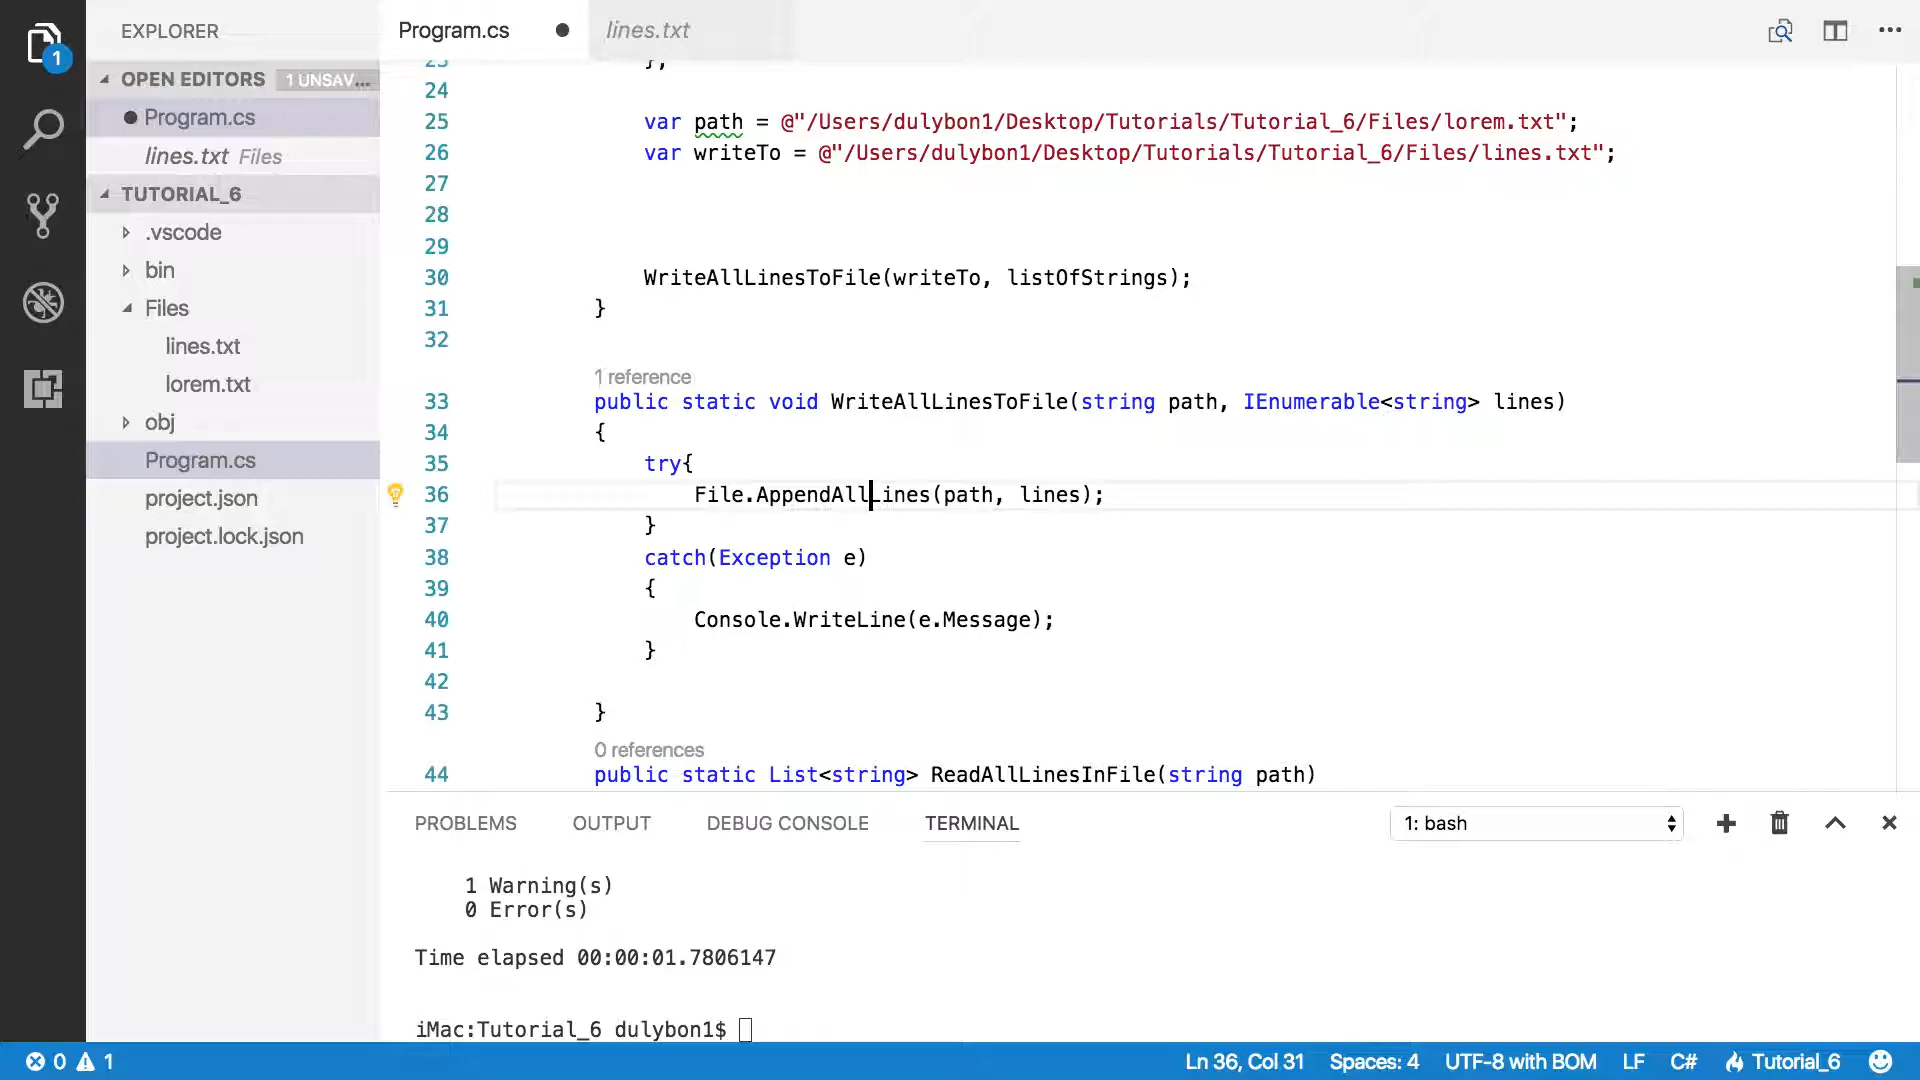 EXPLORER
Program.cs
lines.txt
1
OPEN EDITORS
1 UNSAV...
Program.cs
lines.txt Files
TUTORIAL_6
.vscode
bin
Files
lines.txt
lorem.txt
obj
Program.cs
project.json
project.lock.json
23 },
24
25 var path = @"/Users/dulybon1/Desktop/Tutorials/Tutorial_6/Files/lorem.txt";
26 var writeTo = @"/Users/dulybon1/Desktop/Tutorials/Tutorial_6/Files/lines.txt";
27
28
29
30 WriteAllLinesToFile(writeTo, listOfStrings);
31 }
32
1 reference
33 public static void WriteAllLinesToFile(string path, IEnumerable<string> lines)
34 {
35 try{
36 File.AppendAllLines(path, lines);
37 }
38 catch(Exception e)
39 {
40 Console.WriteLine(e.Message);
41 }
42
43 }
0 references
44 public static List<string> ReadAllLinesInFile(string path)
PROBLEMS OUTPUT DEBUG CONSOLE TERMINAL
1: bash
1 Warning(s)
0 Error(s)
Time elapsed 00:00:01.7806147
iMac:Tutorial_6 dulybon1$
0 1
Ln 36, Col 31 Spaces: 4 UTF-8 with BOM LF C# Tutorial_6